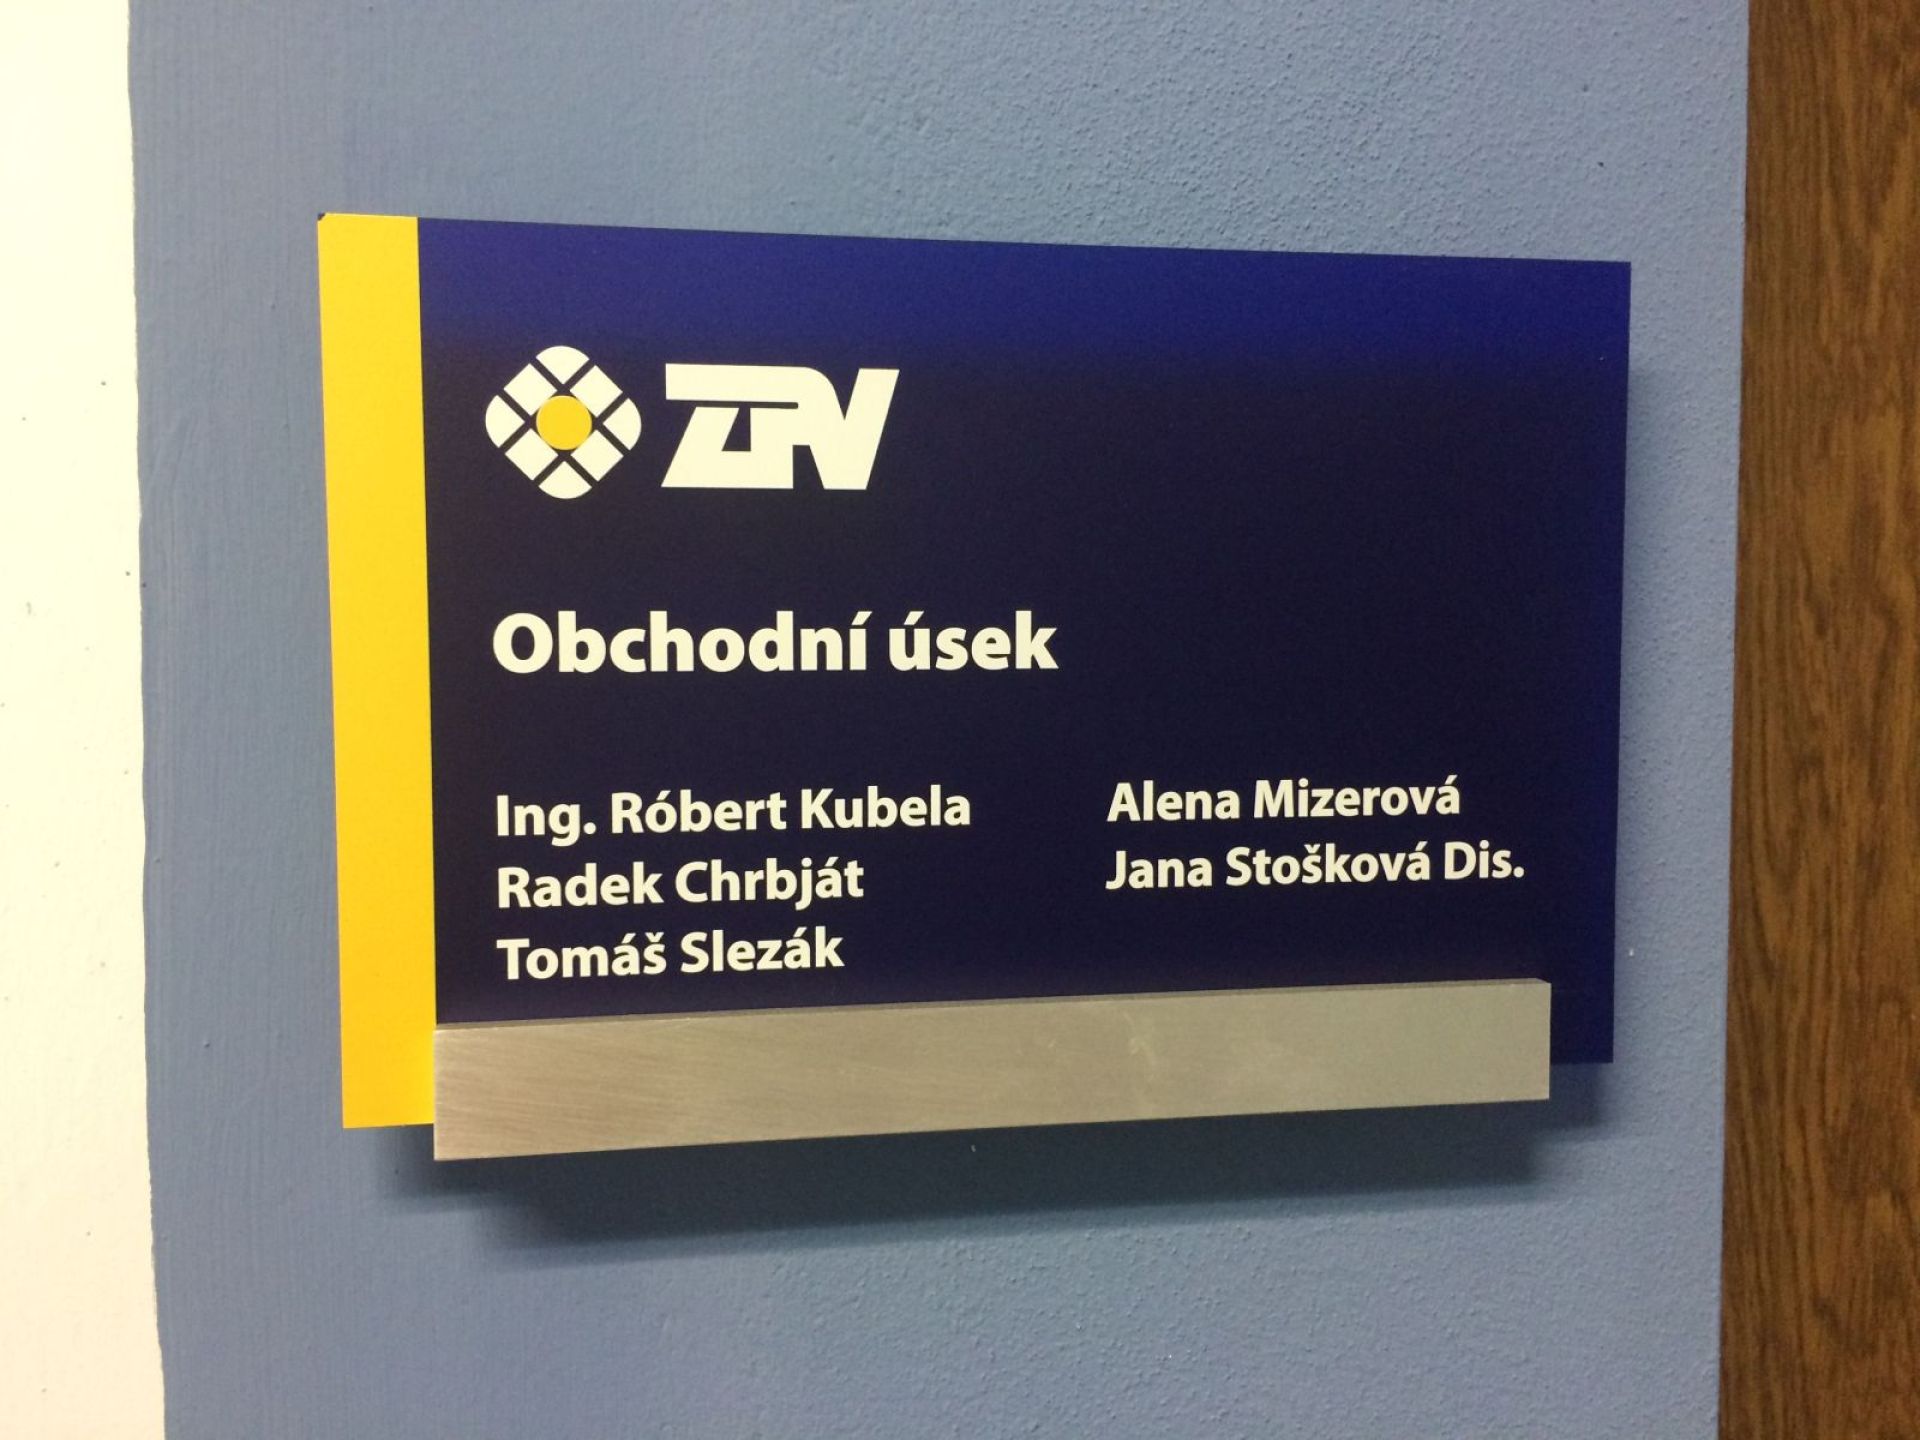 ZPV
Obchodní úsek
Ing. Róbert Kubela
Radek Chrbját
Tomáš Slezák
Alena Mizerová
Jana Stošková Dis.